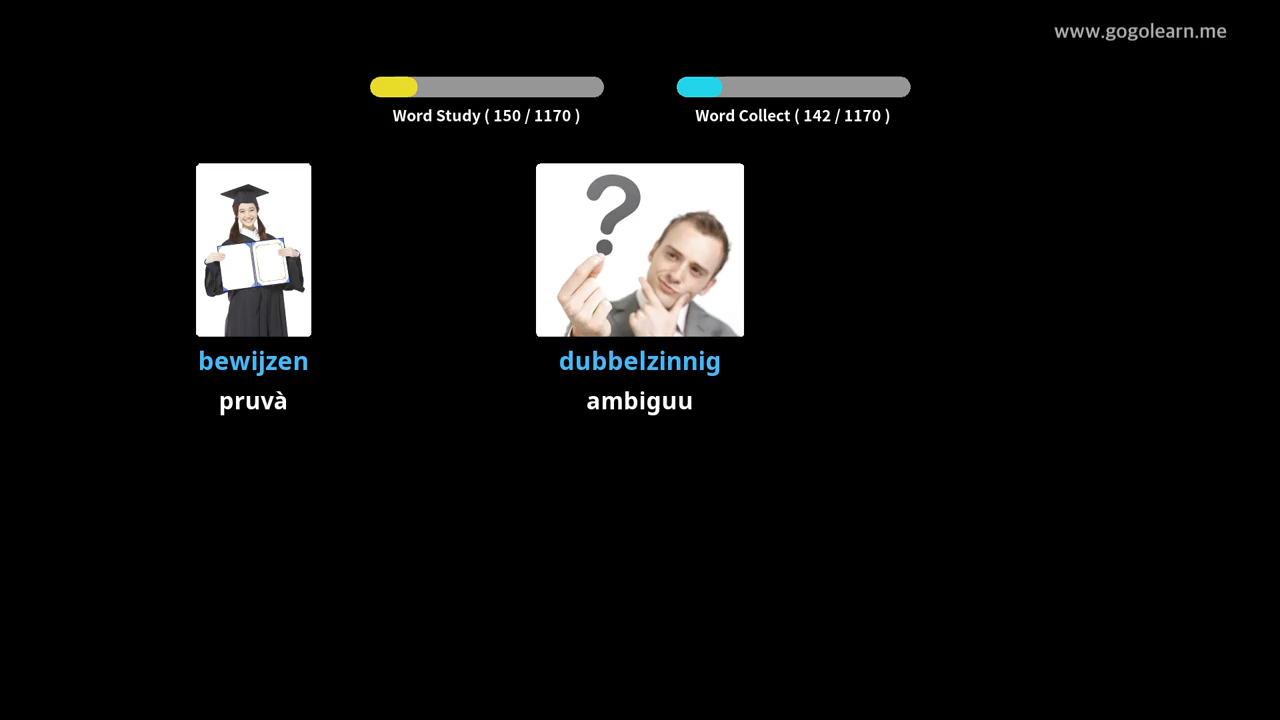 www.gogolearn.me
Word Study ( 150 / 1170 )
Word Collect ( 142 / 1170 )
bewijzen
pruvà
dubbelzinnig
ambiguu